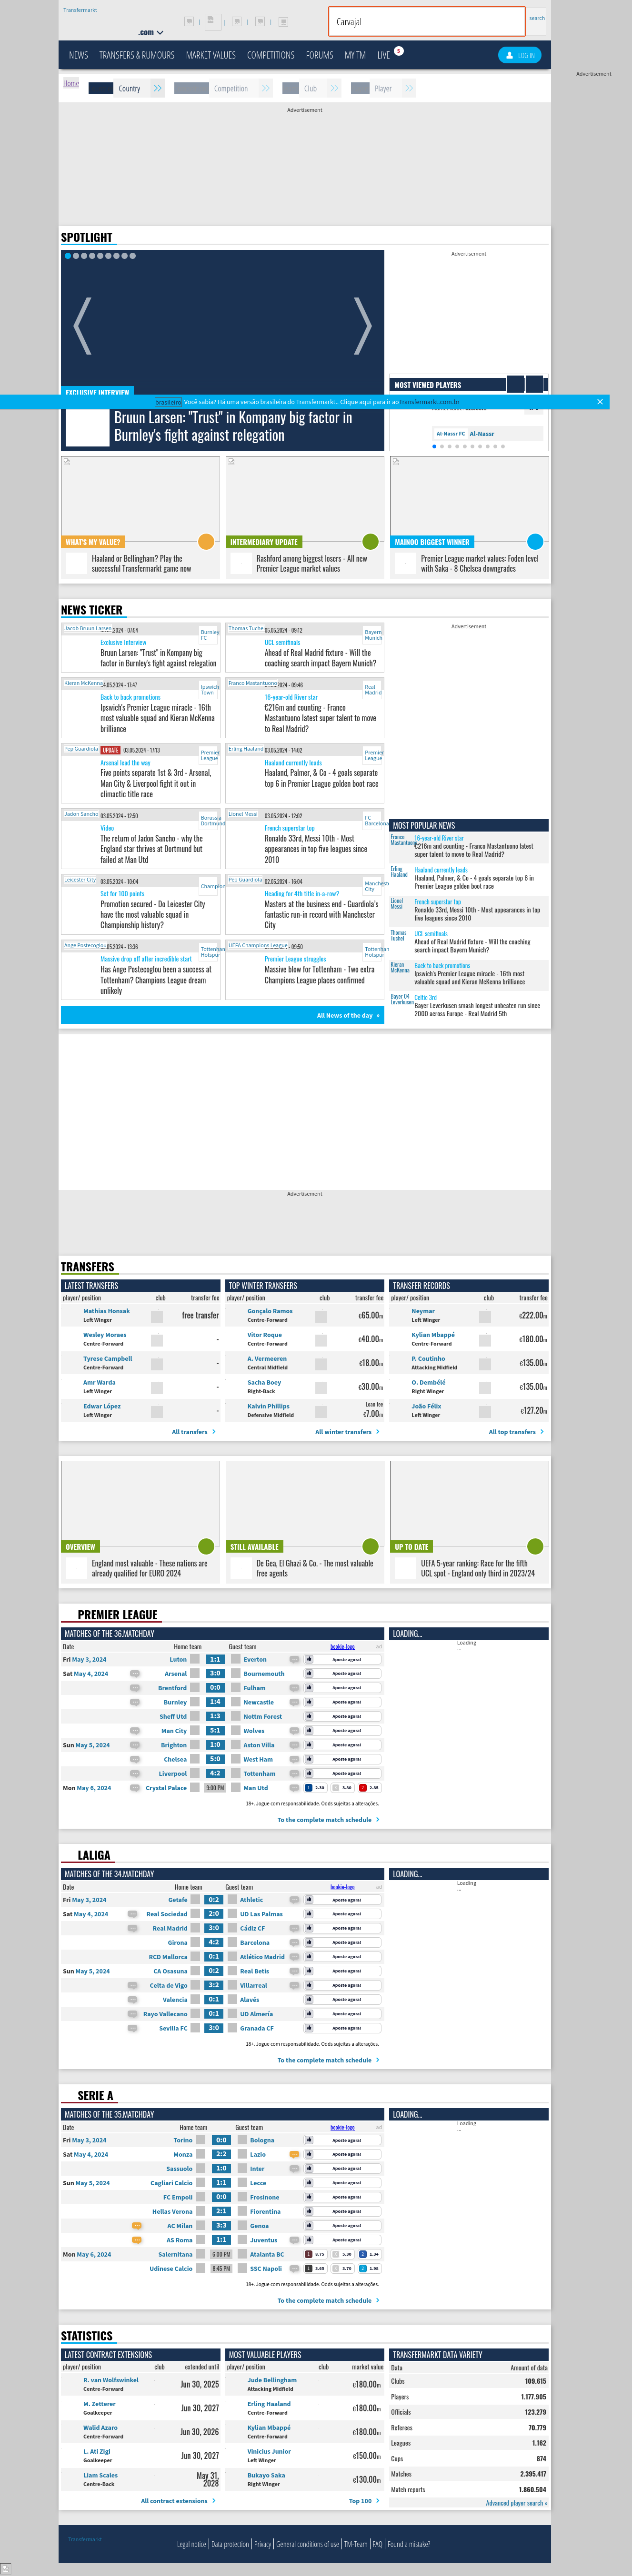 Transfermarkt
.com
Carvajal
search
NEWS TRANSFERS & RUMOURS MARKET VALUES COMPETITIONS FORUMS MY TM LIVE 5 LOG IN
Advertisement
Home Country Competition Club Player
Advertisement
SPOTLIGHT
Advertisement
MOST VIEWED PLAYERS
EXCLUSIVE INTERVIEW
brasileiro Você sabia? Há uma versão brasileira do Transfermarkt.. Clique aqui para ir ao Transfermarkt.com.br
Bruun Larsen: "Trust" in Kompany big factor in
Burnley's fight against relegation
Al-Nassr FC Al-Nassr
WHAT'S MY VALUE?
Haaland or Bellingham? Play the
successful Transfermarkt game now
INTERMEDIARY UPDATE
Rashford among biggest losers - All new
Premier League market values
MAINOO BIGGEST WINNER
Premier League market values: Foden level
with Saka - 8 Chelsea downgrades
NEWS TICKER
Advertisement
Jacob Bruun Larsen .2024 - 07:54 Burnley
FC
Exclusive Interview
Bruun Larsen: "Trust" in Kompany big
factor in Burnley's fight against relegation
Thomas Tuchel 05.2024 - 09:12 Bayern
Munich
UCL semifinals
Ahead of Real Madrid fixture - Will the
coaching search impact Bayern Munich?
Kieran McKenna 4.05.2024 - 11:47 Ipswich
Town
Back to back promotions
Ipswich's Premier League miracle - 16th
most valuable squad and Kieran McKenna
brilliance
Franco Mastantuono 2024 - 09:46 Real
Madrid
16-year-old River star
€216m and counting - Franco
Mastantuono latest super talent to move
to Real Madrid?
Pep Guardiola UPDATE 03.05.2024 - 17:13 Premier
League
Arsenal lead the way
Five points separate 1st & 3rd - Arsenal,
Man City & Liverpool fight it out in
climactic title race
Erling Haaland 03.05.2024 - 14:02 Premier
League
Haaland currently leads
Haaland, Palmer, & Co - 4 goals separate
top 6 in Premier League golden boot race
Jadon Sancho 03.05.2024 - 12:50 Borussia
Dortmund
Video
The return of Jadon Sancho - why the
England star thrives at Dortmund but
failed at Man Utd
Lionel Messi 03.05.2024 - 12:02 FC
Barcelona
French superstar top
Ronaldo 33rd, Messi 10th - Most
appearances in top five leagues since
2010
Leicester City 03.05.2024 - 10:04 Champion
Set for 100 points
Promotion secured - Do Leicester City
have the most valuable squad in
Championship history?
Pep Guardiola 02.05.2024 - 16:04 Manchester
City
Heading for 4th title in-a-row?
Masters at the business end - Guardiola's
fantastic run-in record with Manchester
City
Ange Postecoglou .05.2024 - 13:36 Tottenham
Hotspur
Massive drop off after incredible start
Has Ange Postecoglou been a success at
Tottenham? Champions League dream
unlikely
UEFA Champions League - 09:50 Tottenham
Hotspur
Premier League struggles
Massive blow for Tottenham - Two extra
Champions League places confirmed
All News of the day »
MOST POPULAR NEWS
Franco
Mastantuono 16-year-old River star
€216m and counting - Franco Mastantuono latest
super talent to move to Real Madrid?
Erling
Haaland Haaland currently leads
Haaland, Palmer, & Co - 4 goals separate top 6 in
Premier League golden boot race
Lionel
Messi French superstar top
Ronaldo 33rd, Messi 10th - Most appearances in top
five leagues since 2010
Thomas
Tuchel UCL semifinals
Ahead of Real Madrid fixture - Will the coaching
search impact Bayern Munich?
Kieran
McKenna Back to back promotions
Ipswich's Premier League miracle - 16th most
valuable squad and Kieran McKenna brilliance
Bayer 04
Leverkusen Celtic 3rd
Bayer Leverkusen smash longest unbeaten run since
2000 across Europe - Real Madrid 5th
Advertisement
TRANSFERS
LATEST TRANSFERS
player/ position club transfer fee
Mathias Honsak free transfer
Left Winger
Wesley Moraes -
Centre-Forward
Tyrese Campbell -
Centre-Forward
Amr Warda -
Left Winger
Edwar López -
Left Winger
All transfers
TOP WINTER TRANSFERS
player/ position club transfer fee
Gonçalo Ramos €65.00m
Centre-Forward
Vitor Roque €40.00m
Centre-Forward
A. Vermeeren €18.00m
Central Midfield
Sacha Boey €30.00m
Right-Back
Kalvin Phillips Loan fee
Defensive Midfield €7.00m
All winter transfers
TRANSFER RECORDS
player/ position club transfer fee
Neymar €222.00m
Left Winger
Kylian Mbappé €180.00m
Centre-Forward
P. Coutinho €135.00m
Attacking Midfield
O. Dembélé €135.00m
Right Winger
João Félix €127.20m
Left Winger
All top transfers
OVERVIEW
England most valuable - These nations are
already qualified for EURO 2024
STILL AVAILABLE
De Gea, El Ghazi & Co. - The most valuable
free agents
UP TO DATE
UEFA 5-year ranking: Race for the fifth
UCL spot - England only third in 2023/24
PREMIER LEAGUE
MATCHES OF THE 36.MATCHDAY LOADING...
Date Home team Guest team bookie-logo ad Loading
...
Fri May 3, 2024 Luton 1:1 Everton Aposte agora!
Sat May 4, 2024 Arsenal 3:0 Bournemouth Aposte agora!
Brentford 0:0 Fulham Aposte agora!
Burnley 1:4 Newcastle Aposte agora!
Sheff Utd 1:3 Nottm Forest Aposte agora!
Man City 5:1 Wolves Aposte agora!
Sun May 5, 2024 Brighton 1:0 Aston Villa Aposte agora!
Chelsea 5:0 West Ham Aposte agora!
Liverpool 4:2 Tottenham Aposte agora!
Mon May 6, 2024 Crystal Palace 9:00 PM Man Utd 2.30 3.80 2.85
18+. Jogue com responsabilidade. Odds sujeitas a alterações.
To the complete match schedule
LALIGA
MATCHES OF THE 34.MATCHDAY LOADING...
Date Home team Guest team bookie-logo ad Loading
...
Fri May 3, 2024 Getafe 0:2 Athletic Aposte agora!
Sat May 4, 2024 Real Sociedad 2:0 UD Las Palmas Aposte agora!
Real Madrid 3:0 Cádiz CF Aposte agora!
Girona 4:2 Barcelona Aposte agora!
RCD Mallorca 0:1 Atlético Madrid Aposte agora!
Sun May 5, 2024 CA Osasuna 0:2 Real Betis Aposte agora!
Celta de Vigo 3:2 Villarreal Aposte agora!
Valencia 0:1 Alavés Aposte agora!
Rayo Vallecano 0:1 UD Almería Aposte agora!
Sevilla FC 3:0 Granada CF Aposte agora!
18+. Jogue com responsabilidade. Odds sujeitas a alterações.
To the complete match schedule
SERIE A
MATCHES OF THE 35.MATCHDAY LOADING...
Date Home team Guest team bookie-logo ad Loading
...
Fri May 3, 2024 Torino 0:0 Bologna Aposte agora!
Sat May 4, 2024 Monza 2:2 Lazio Aposte agora!
Sassuolo 1:0 Inter Aposte agora!
Sun May 5, 2024 Cagliari Calcio 1:1 Lecce Aposte agora!
FC Empoli 0:0 Frosinone Aposte agora!
Hellas Verona 2:1 Fiorentina Aposte agora!
AC Milan 3:3 Genoa Aposte agora!
AS Roma 1:1 Juventus Aposte agora!
Mon May 6, 2024 Salernitana 6:00 PM Atalanta BC 8.75 5.30 1.34
Udinese Calcio 8:45 PM SSC Napoli 3.65 3.70 1.98
18+. Jogue com responsabilidade. Odds sujeitas a alterações.
To the complete match schedule
STATISTICS
LATEST CONTRACT EXTENSIONS
player/ position club extended until
R. van Wolfswinkel Jun 30, 2025
Centre-Forward
M. Zetterer Jun 30, 2027
Goalkeeper
Walid Azaro Jun 30, 2026
Centre-Forward
L. Ati Zigi Jun 30, 2027
Goalkeeper
Liam Scales May 31,
Centre-Back 2028
All contract extensions
MOST VALUABLE PLAYERS
player/ position club market value
Jude Bellingham €180.00m
Attacking Midfield
Erling Haaland €180.00m
Centre-Forward
Kylian Mbappé €180.00m
Centre-Forward
Vinicius Junior €150.00m
Left Winger
Bukayo Saka €130.00m
Right Winger
Top 100
TRANSFERMARKT DATA VARIETY
Data Amount of data
Clubs 109.615
Players 1.177.905
Officials 123.279
Referees 70.779
Leagues 1.162
Cups 874
Matches 2.395.417
Match reports 1.860.504
Advanced player search »
Transfermarkt
Legal notice | Data protection | Privacy | General conditions of use | TM-Team | FAQ | Found a mistake?